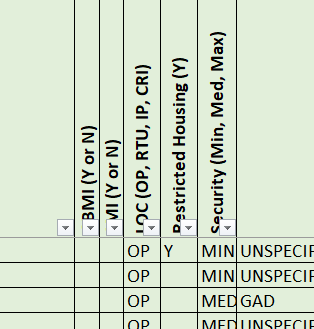 BMI (Y or N)
MI (Y or N)
LOC (OP, RTU, IP, CRI)
Restricted Housing (Y)
Security (Min, Med, Max)
OP Y MIN UNSPECIF
OP MIN UNSPECIF
OP MED GAD
OP MED UNSPECIF